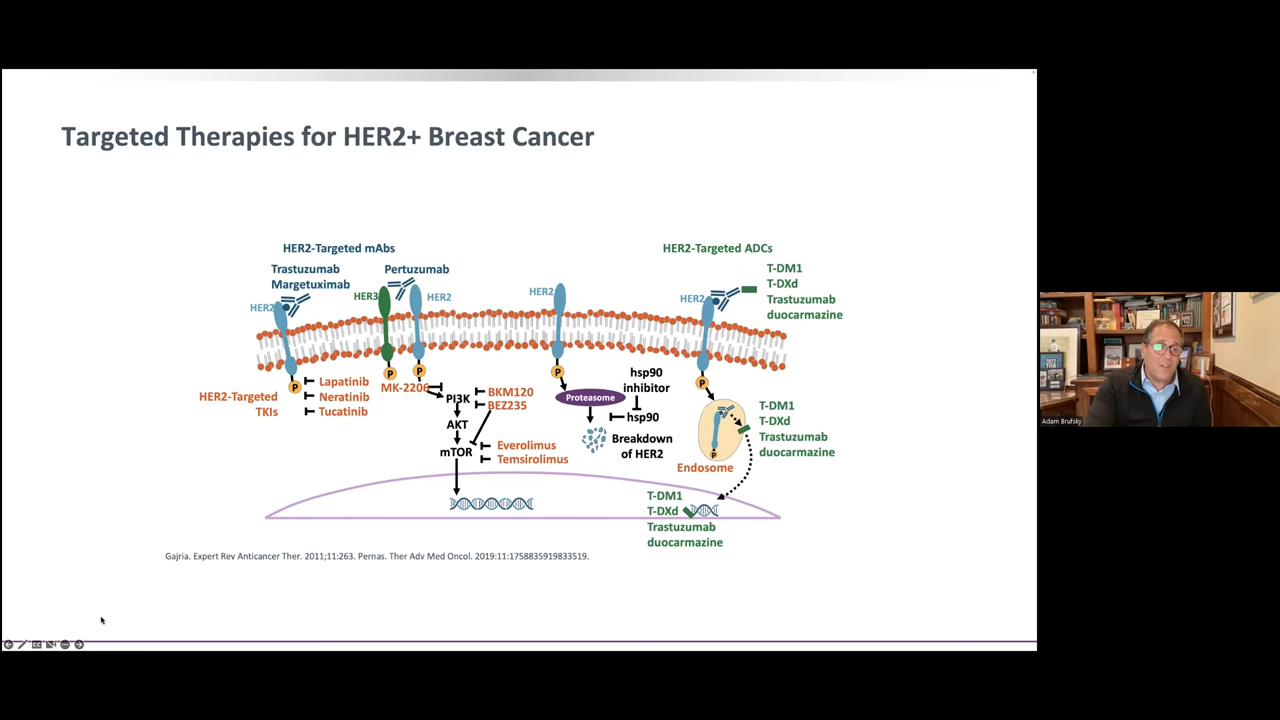 Targeted Therapies for HER2+ Breast Cancer
HER2-Targeted mAbs
HER2-Targeted ADCs
Trastuzumab
Margetuximab
Pertuzumab
T-DM1
T-DXd
Trastuzumab
duocarmazine
HER2
HER3
HER2
HER2
HER2
P
P
P
P
P
HER2-Targeted
TKIs
Lapatinib
Neratinib
Tucatinib
MK-2206
PI3K
AKT
mTOR
BKM120
BEZ235
Everolimus
Temsirolimus
Proteasome
hsp90
inhibitor
hsp90
Breakdown
of HER2
P
Endosome
T-DM1
T-DXd
Trastuzumab
duocarmazine
T-DM1
T-DXd
Trastuzumab
duocarmazine
Gajria. Expert Rev Anticancer Ther. 2011;11:263. Pernas. Ther Adv Med Oncol. 2019:11:1758835919833519.
Adam Brufsky